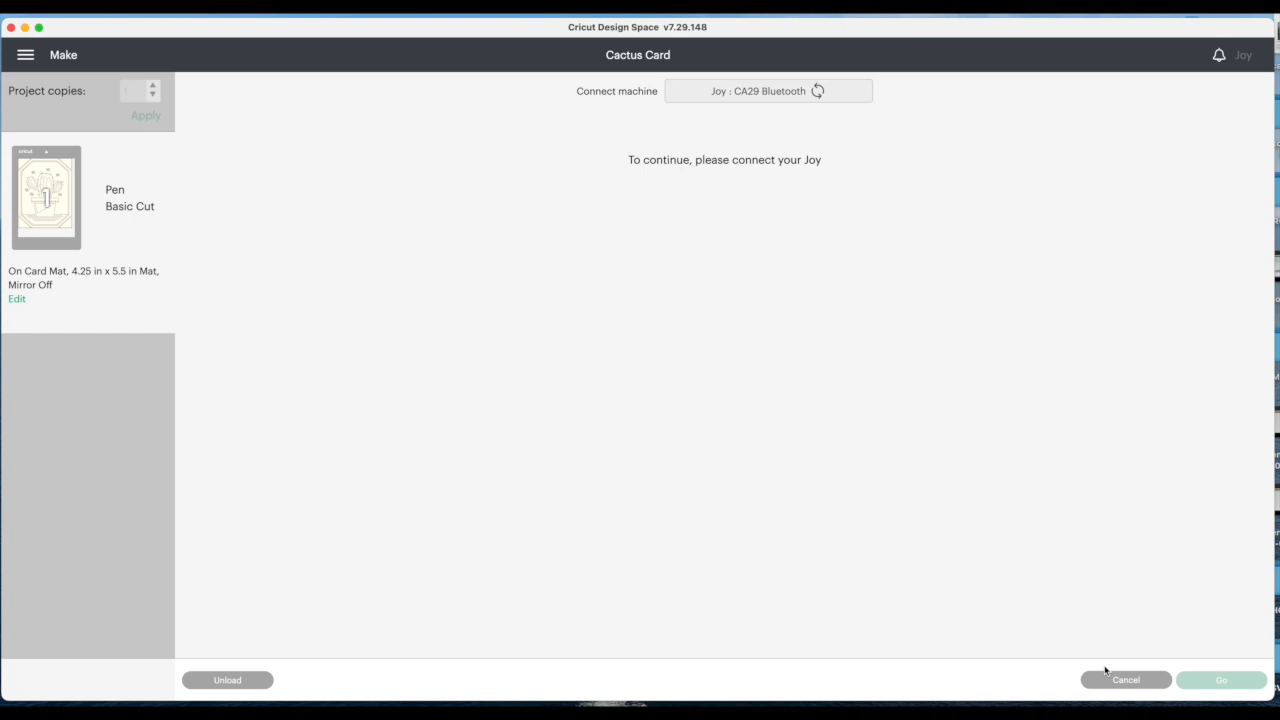 Cricut Design Space v7.29.148
Make
Cactus Card
Joy
Project copies:
Apply
Connect machine
Joy : CA29 Bluetooth
To continue, please connect your Joy
cricut
1
Pen
Basic Cut
On Card Mat, 4.25 in x 5.5 in Mat,
Mirror Off
Edit
Unload
Cancel
Go